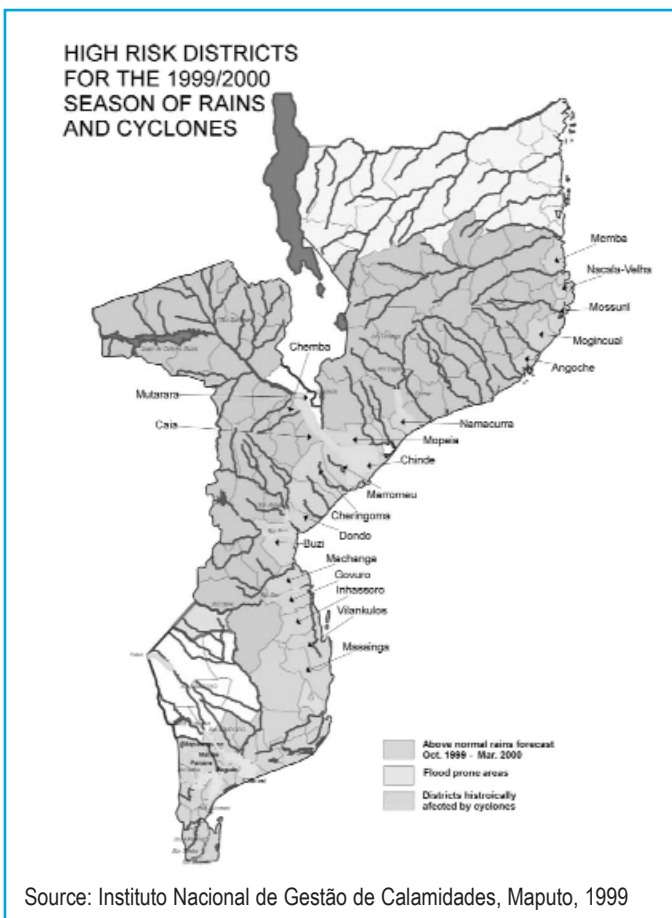 HIGH RISK DISTRICTS
FOR THE 1999/2000
SEASON OF RAINS
AND CYCLONES
Memba
Nacala-Velha
Mossuril
Mogincual
Angoche
Chemba
Mutarara
Caia
Namacurra
Mopeia
Chinde
Marromeu
Cheringoma
Dondo
Buzi
Machanga
Govuro
Inhassoro
Vilankulos
Massinga
Above normal rains forecast
Oct. 1999 - Mar. 2000
Flood prone areas
Districts histroically
afected by cyclones
Source: Instituto Nacional de Gestão de Calamidades, Maputo, 1999